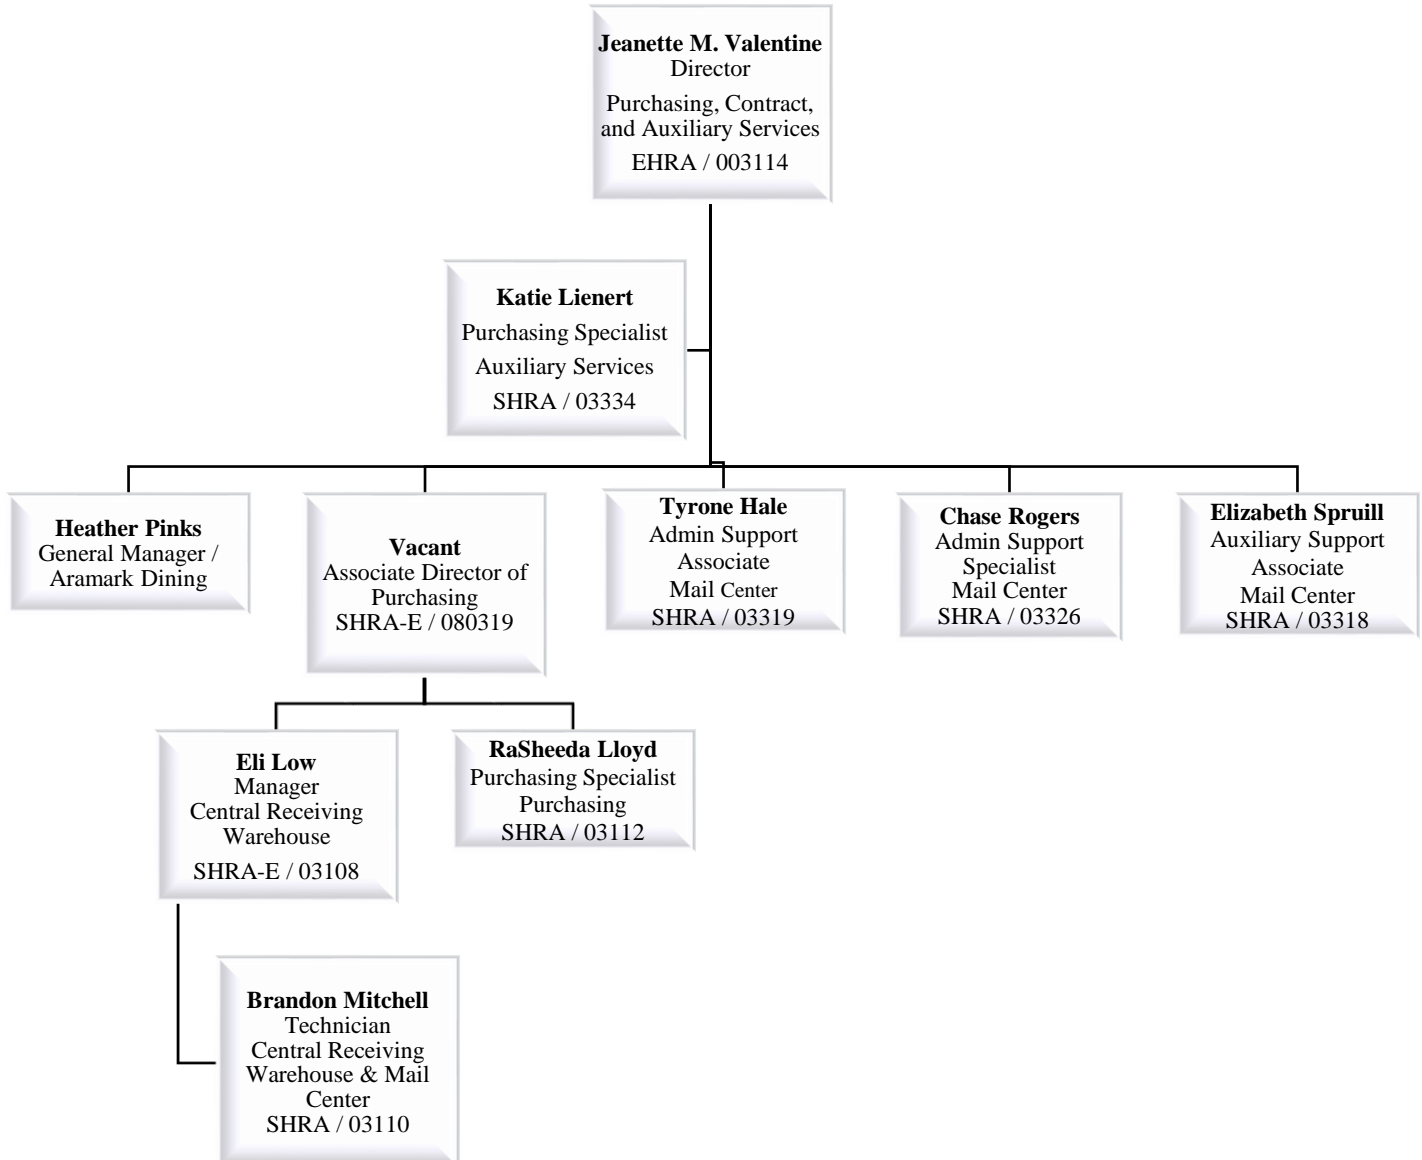 Jeanette M. Valentine
Director
Purchasing, Contract,
and Auxiliary Services
EHRA / 003114
Katie Lienert
Purchasing Specialist
Auxiliary Services
SHRA / 03334
Heather Pinks
General Manager /
Aramark Dining
Vacant
Associate Director of
Purchasing
SHRA-E / 080319
Tyrone Hale
Admin Support
Associate
Mail Center
SHRA / 03319
Chase Rogers
Admin Support
Specialist
Mail Center
SHRA / 03326
Elizabeth Spruill
Auxiliary Support
Associate
Mail Center
SHRA / 03318
Eli Low
Manager
Central Receiving
Warehouse
SHRA-E / 03108
RaSheeda Lloyd
Purchasing Specialist
Purchasing
SHRA / 03112
Brandon Mitchell
Technician
Central Receiving
Warehouse & Mail
Center
SHRA / 03110